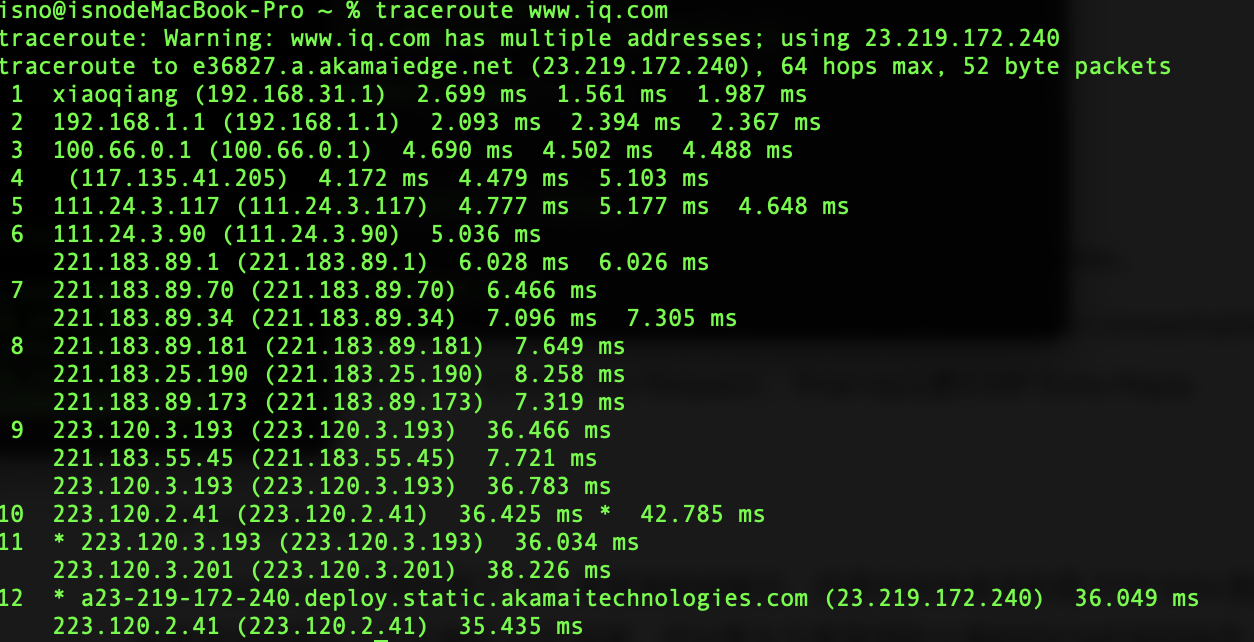 isno@isnodeMacBook-Pro ~ % traceroute www.iq.com
traceroute: Warning: www.iq.com has multiple addresses; using 23.219.172.240
traceroute to e36827.a.akamaiedge.net (23.219.172.240), 64 hops max, 52 byte packets
1 xiaoqiang (192.168.31.1) 2.699 ms 1.561 ms 1.987 ms
2 192.168.1.1 (192.168.1.1) 2.093 ms 2.394 ms 2.367 ms
3 100.66.0.1 (100.66.0.1) 4.690 ms 4.502 ms 4.488 ms
4 (117.135.41.205) 4.172 ms 4.479 ms 5.103 ms
5 111.24.3.117 (111.24.3.117) 4.777 ms 5.177 ms 4.648 ms
6 111.24.3.90 (111.24.3.90) 5.036 ms
221.183.89.1 (221.183.89.1) 6.028 ms 6.026 ms
7 221.183.89.70 (221.183.89.70) 6.466 ms
221.183.89.34 (221.183.89.34) 7.096 ms 7.305 ms
8 221.183.89.181 (221.183.89.181) 7.649 ms
221.183.25.190 (221.183.25.190) 8.258 ms
221.183.89.173 (221.183.89.173) 7.319 ms
9 223.120.3.193 (223.120.3.193) 36.466 ms
221.183.55.45 (221.183.55.45) 7.721 ms
223.120.3.193 (223.120.3.193) 36.783 ms
10 223.120.2.41 (223.120.2.41) 36.425 ms * 42.785 ms
11 * 223.120.3.193 (223.120.3.193) 36.034 ms
223.120.3.201 (223.120.3.201) 38.226 ms
12 * a23-219-172-240.deploy.static.akamaitechnologies.com (23.219.172.240) 36.049 ms
223.120.2.41 (223.120.2.41) 35.435 ms